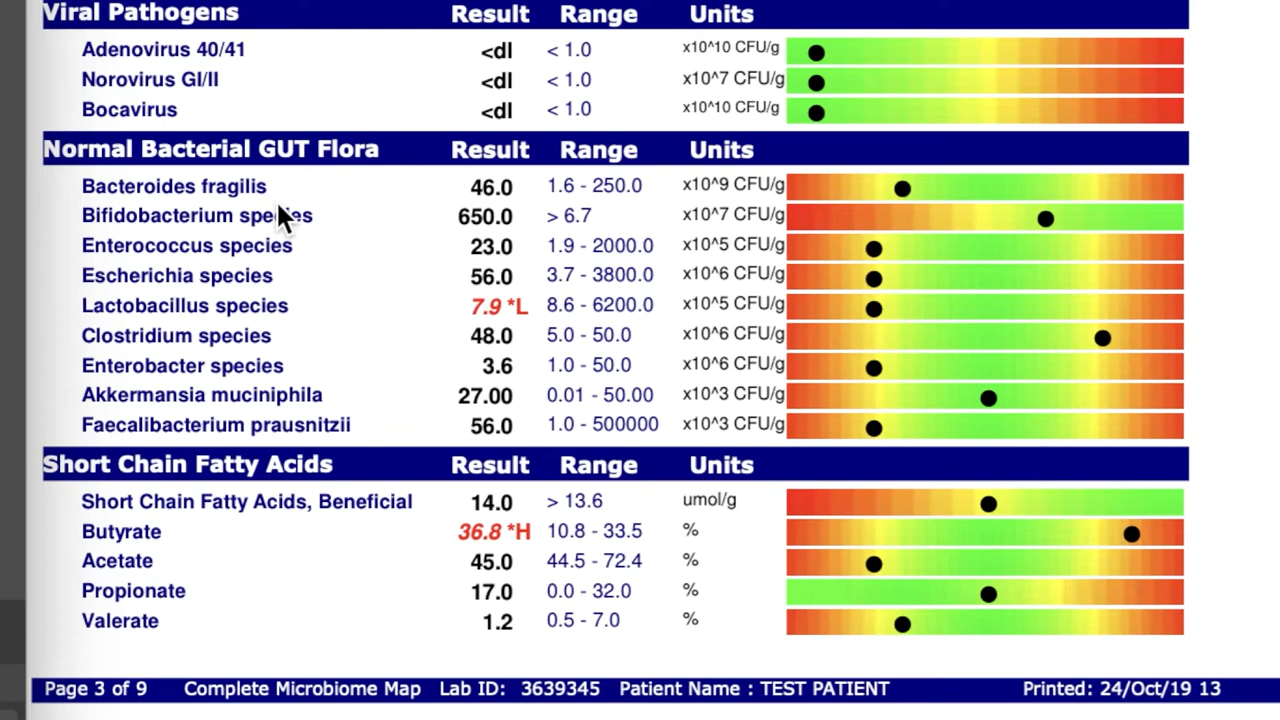 Viral Pathogens Result Range Units
Adenovirus 40/41 <dl < 1.0 x10^10 CFU/g
Norovirus GI/II <dl < 1.0 x10^7 CFU/g
Bocavirus <dl < 1.0 x10^10 CFU/g
Normal Bacterial GUT Flora Result Range Units
Bacteroides fragilis 46.0 1.6 - 250.0 x10^9 CFU/g
Bifidobacterium species 650.0 > 6.7 x10^7 CFU/g
Enterococcus species 23.0 1.9 - 2000.0 x10^5 CFU/g
Escherichia species 56.0 3.7 - 3800.0 x10^6 CFU/g
Lactobacillus species 7.9 *L 8.6 - 6200.0 x10^5 CFU/g
Clostridium species 48.0 5.0 - 50.0 x10^6 CFU/g
Enterobacter species 3.6 1.0 - 50.0 x10^6 CFU/g
Akkermansia muciniphila 27.00 0.01 - 50.00 x10^3 CFU/g
Faecalibacterium prausnitzii 56.0 1.0 - 500000 x10^3 CFU/g
Short Chain Fatty Acids Result Range Units
Short Chain Fatty Acids, Beneficial 14.0 > 13.6 umol/g
Butyrate 36.8 *H 10.8 - 33.5 %
Acetate 45.0 44.5 - 72.4 %
Propionate 17.0 0.0 - 32.0 %
Valerate 1.2 0.5 - 7.0 %
Page 3 of 9 Complete Microbiome Map Lab ID: 3639345 Patient Name : TEST PATIENT Printed: 24/Oct/19 13